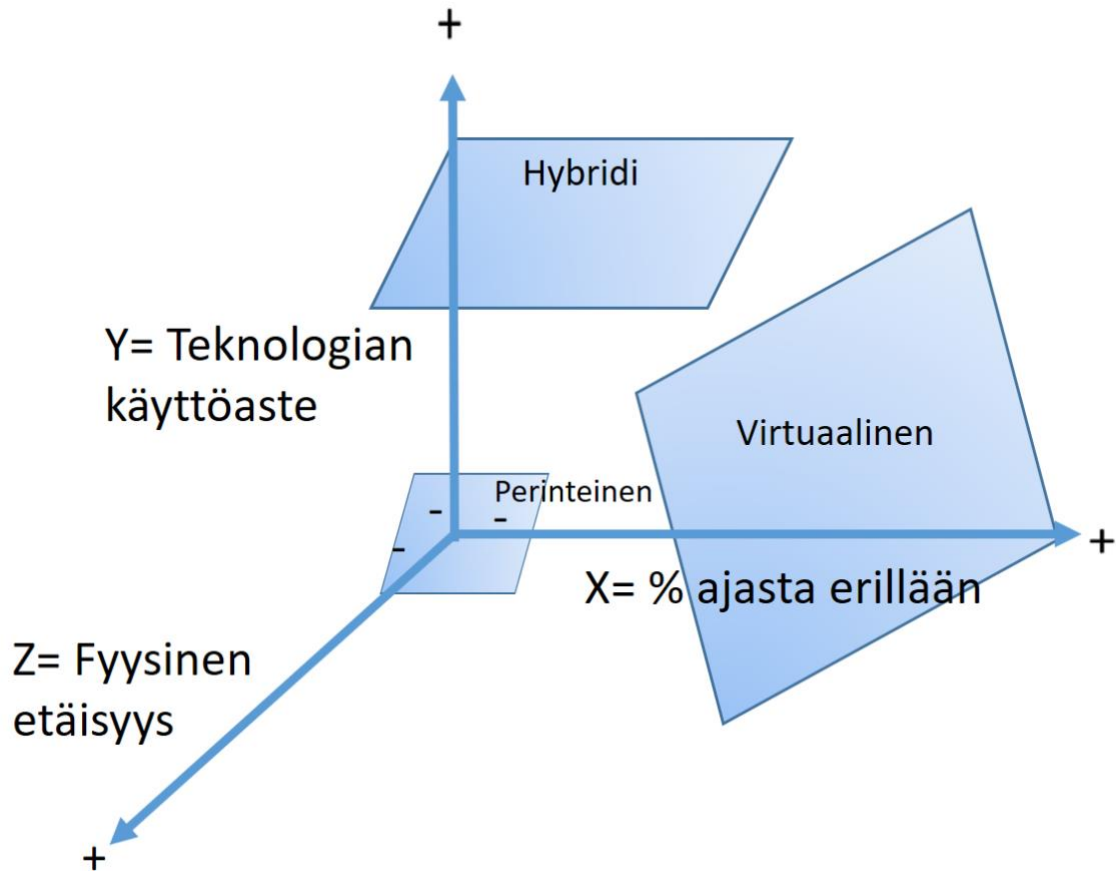 +
Hybridi
Y= Teknologian
käyttöaste
Virtuaalinen
Perinteinen
- -
-
+
X= % ajasta erillään
Z= Fyysinen
etäisyys
+